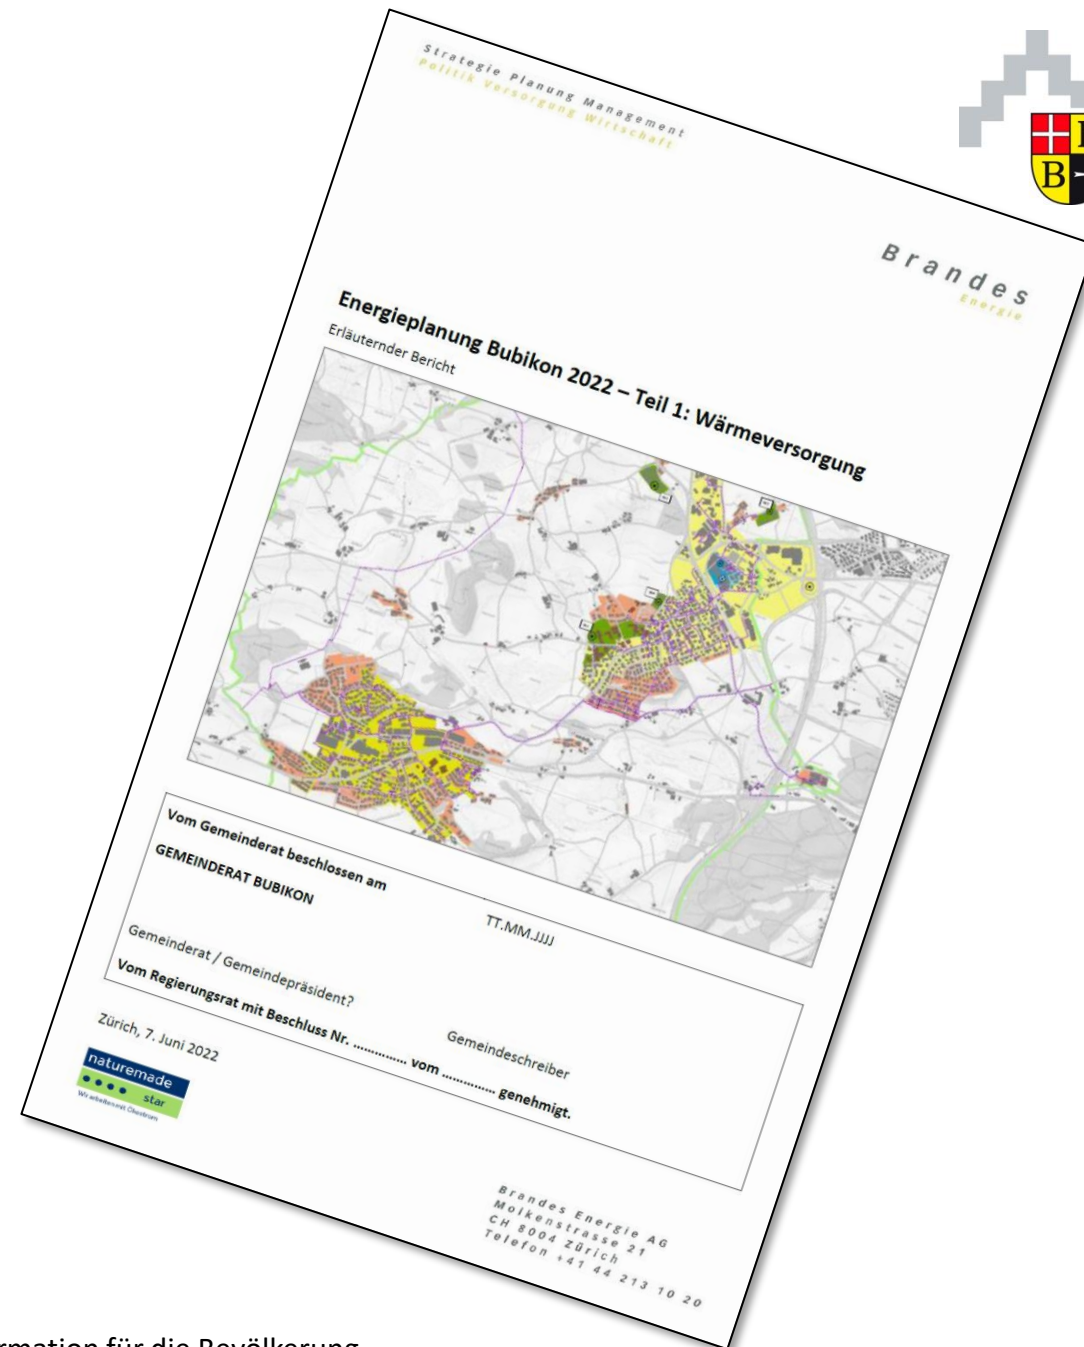 Strategie Planung Management
Politik Versorgung Wirtschaft
B
Brandes
Energie
Energieplanung Bubikon 2022 – Teil 1: Wärmeversorgung
Erläuternder Bericht
Vom Gemeinderat beschlossen am
TT.MM.JJJJ
GEMEINDERAT BUBIKON
Gemeinderat / Gemeindepräsident?
Gemeindeschreiber
Vom Regierungsrat mit Beschluss Nr. .............. vom .............. genehmigt.
Zürich, 7. Juni 2022
naturemade
star
Brandes Energie AG
Molkenstrasse 21
CH 8004 Zürich
Telefon +41 44 213 10 20
rmation für die Bevölkerung